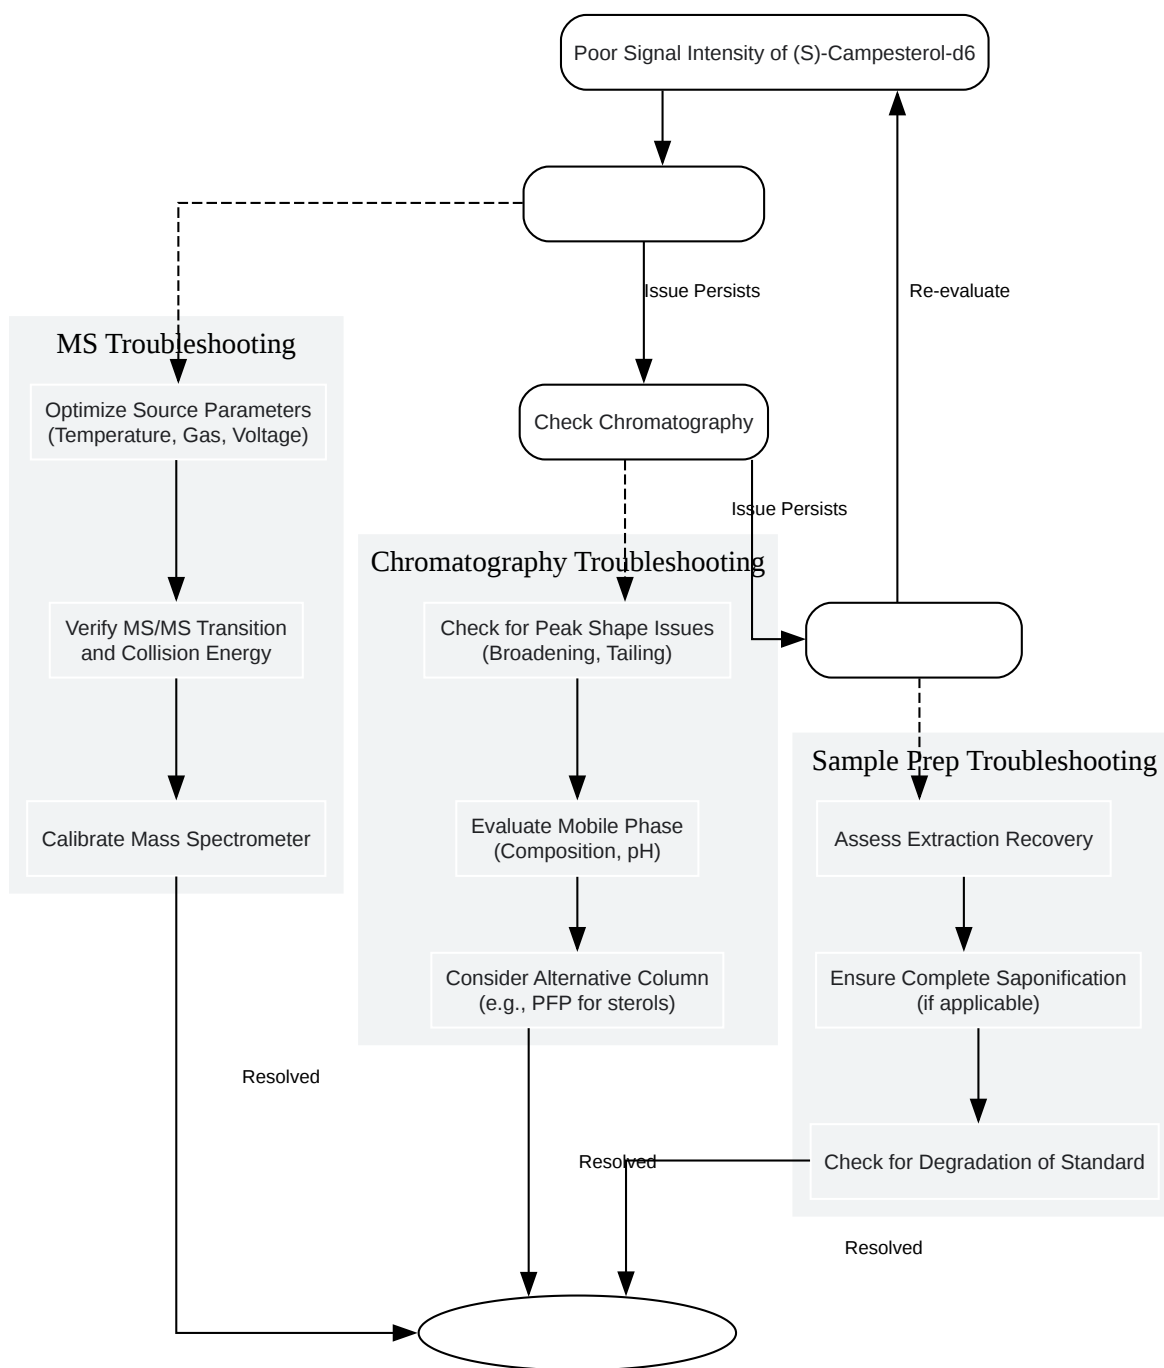 Poor Signal Intensity of (S)-Campesterol-d6
Issue Persists
Re-evaluate
MS Troubleshooting
Optimize Source Parameters
(Temperature, Gas, Voltage)
Check Chromatography
Issue Persists
Chromatography Troubleshooting
Verify MS/MS Transition
and Collision Energy
Check for Peak Shape Issues
(Broadening, Tailing)
Sample Prep Troubleshooting
Calibrate Mass Spectrometer
Evaluate Mobile Phase
(Composition, pH)
Assess Extraction Recovery
Consider Alternative Column
(e.g., PFP for sterols)
Ensure Complete Saponification
(if applicable)
Resolved
Resolved
Check for Degradation of Standard
Resolved